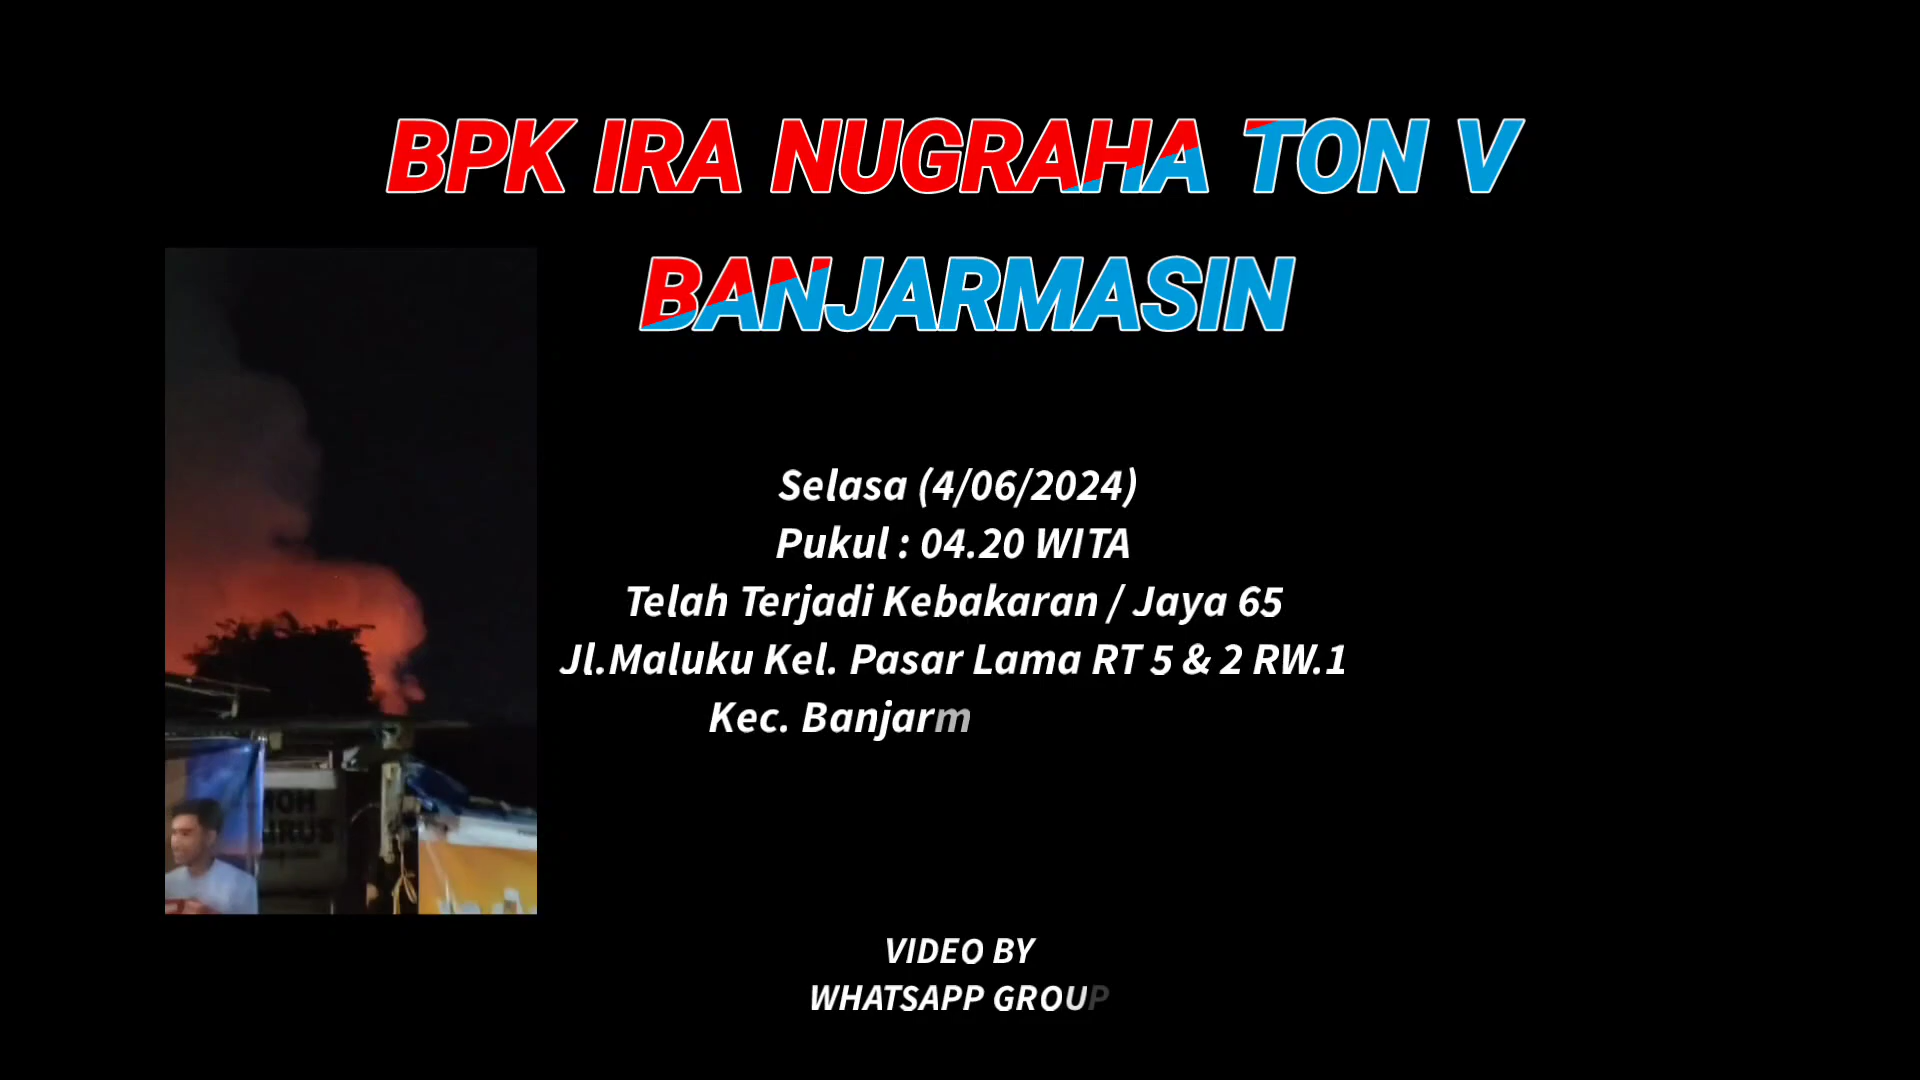 BPK IRA NUGRAHA TON V
BANJARMASIN
Selasa (4/06/2024)
Pukul : 04.20 WITA
Telah Terjadi Kebakaran / Jaya 65
Jl.Maluku Kel. Pasar Lama RT 5 & 2 RW.1
Kec. Banjarm
VIDEO BY
WHATSAPP GROUP